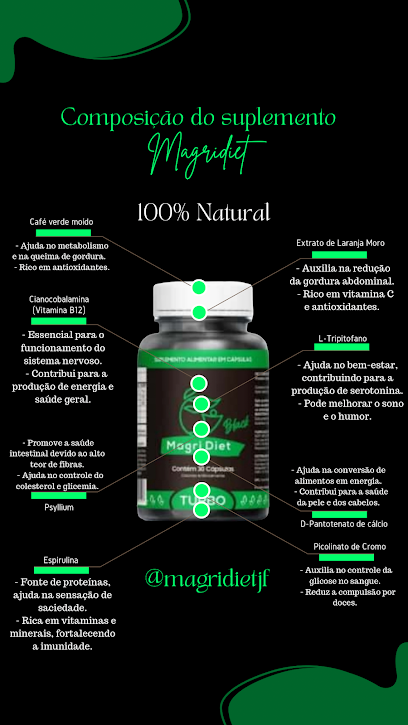 Composição do suplemento
Magridiet
100% Natural
Café verde moido
- Ajuda no metabolismo
e na queima de gordura.
- Rico em antioxidantes.
Extrato de Laranja Moro
- Auxilia na redução
da gordura abdominal.
- Rico em vitamina C
e antioxidantes.
Cianocobalamina
(Vitamina B12)
- Essencial para o
funcionamento do
sistema nervoso.
- Contribui para a
produção de energia e
saúde geral.
L-Tripitofano
- Ajuda no bem-estar,
contribuindo para a
produção de serotonina.
- Pode melhorar o sono
e o humor.
SUPLEMENTO ALIMENTAR EM CÁPSULAS
Black
MagriDiet
Contém 30 Cápsulas
TURBO
- Promove a saúde
intestinal devido ao alto
teor de fibras.
- Ajuda no controle do
colesterol e glicemia.
Psyllium
- Ajuda na conversão de
alimentos em energia.
- Contribui para a saúde
da pele e dos cabelos.
D-Pantotenato de cálcio
Espirulina
- Fonte de proteínas,
ajuda na sensação de
saciedade.
- Rica em vitaminas e
minerais, fortalecendo
a imunidade.
Picolinato de Cromo
- Auxilia no controle da
glicose no sangue.
- Reduz a compulsão por
doces.
@magridietjf